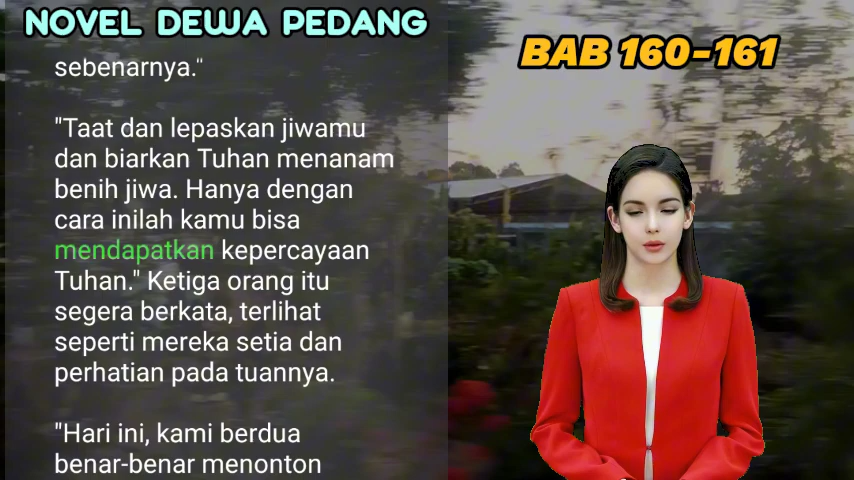 NOVEL DEWA PEDANG
BAB 160-161
sebenarnya."
"Taat dan lepaskan jiwamu
dan biarkan Tuhan menanam
benih jiwa. Hanya dengan
cara inilah kamu bisa
mendapatkan kepercayaan
Tuhan." Ketiga orang itu
segera berkata, terlihat
seperti mereka setia dan
perhatian pada tuannya.
"Hari ini, kami berdua
benar-benar menonton